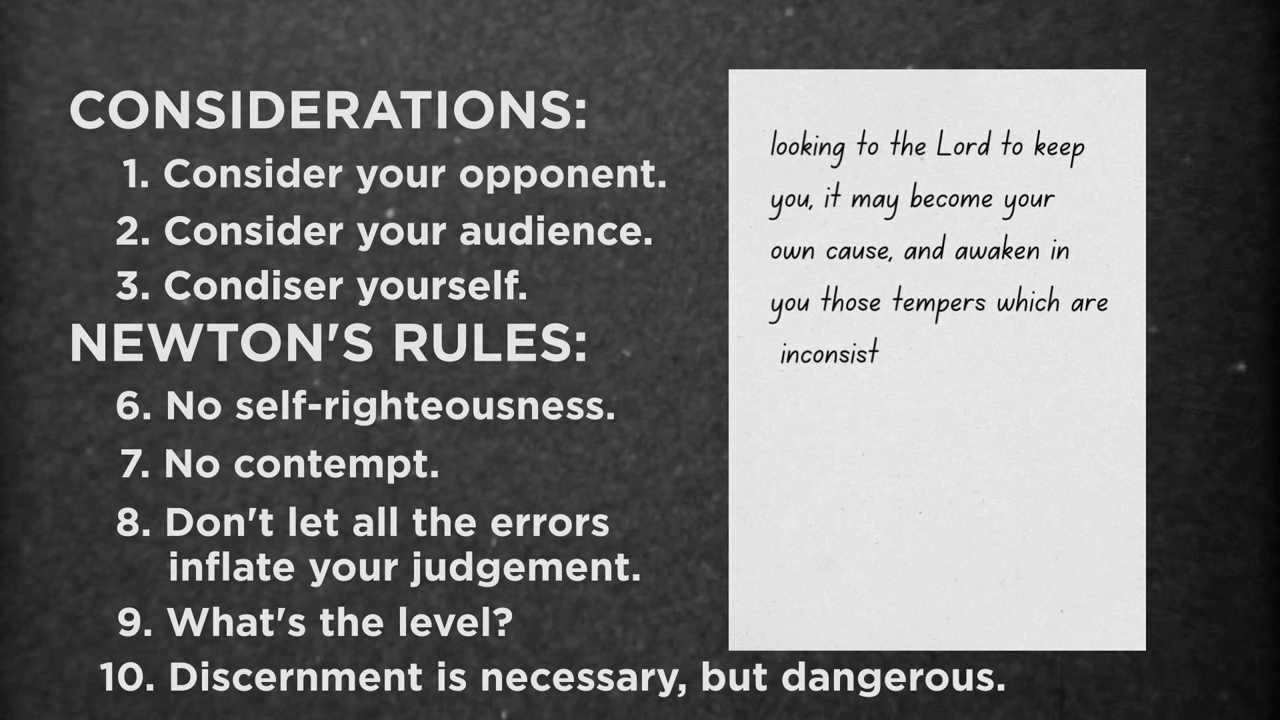 CONSIDERATIONS:
1. Consider your opponent.
2. Consider your audience.
3. Condiser yourself.
NEWTON'S RULES:
6. No self-righteousness.
7. No contempt.
8. Don't let all the errors
inflate your judgement.
9. What's the level?
10. Discernment is necessary, but dangerous.
looking to the Lord to keep
you, it may become your
own cause, and awaken in
you those tempers which are
inconsist